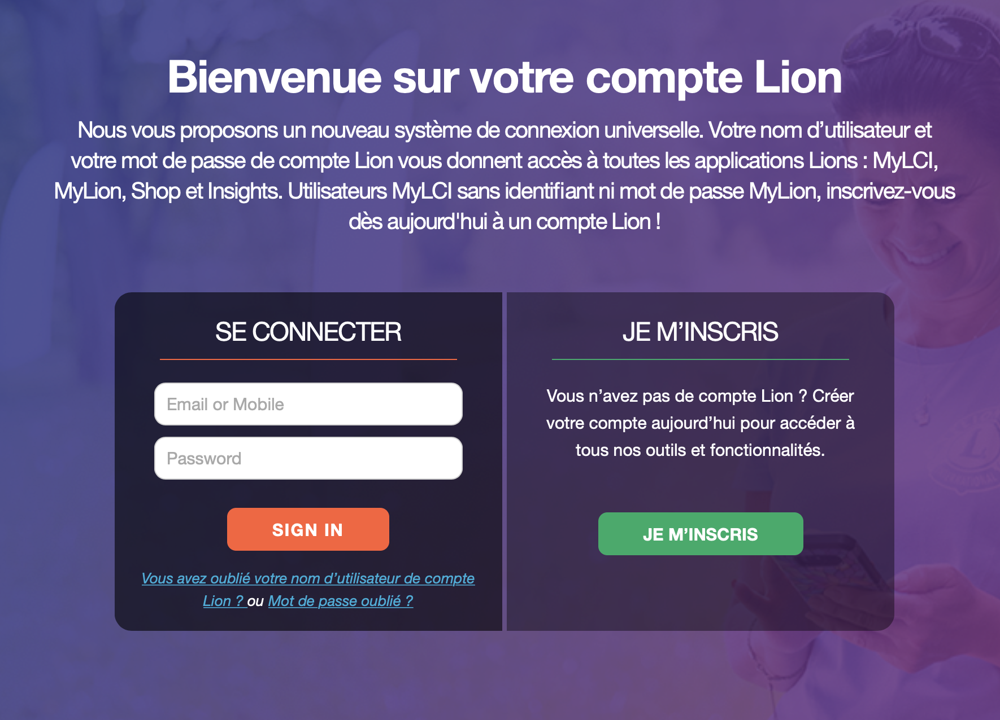 Bienvenue sur votre compte Lion
Nous vous proposons un nouveau système de connexion universelle. Votre nom d’utilisateur et
votre mot de passe de compte Lion vous donnent accès à toutes les applications Lions : MyLCI,
MyLion, Shop et Insights. Utilisateurs MyLCI sans identifiant ni mot de passe MyLion, inscrivez-vous
dès aujourd'hui à un compte Lion !
SE CONNECTER
Email or Mobile
Password
SIGN IN
Vous avez oublié votre nom d’utilisateur de compte
Lion ? ou Mot de passe oublié ?
JE M’INSCRIS
Vous n’avez pas de compte Lion ? Créer
votre compte aujourd’hui pour accéder à
tous nos outils et fonctionnalités.
JE M’INSCRIS